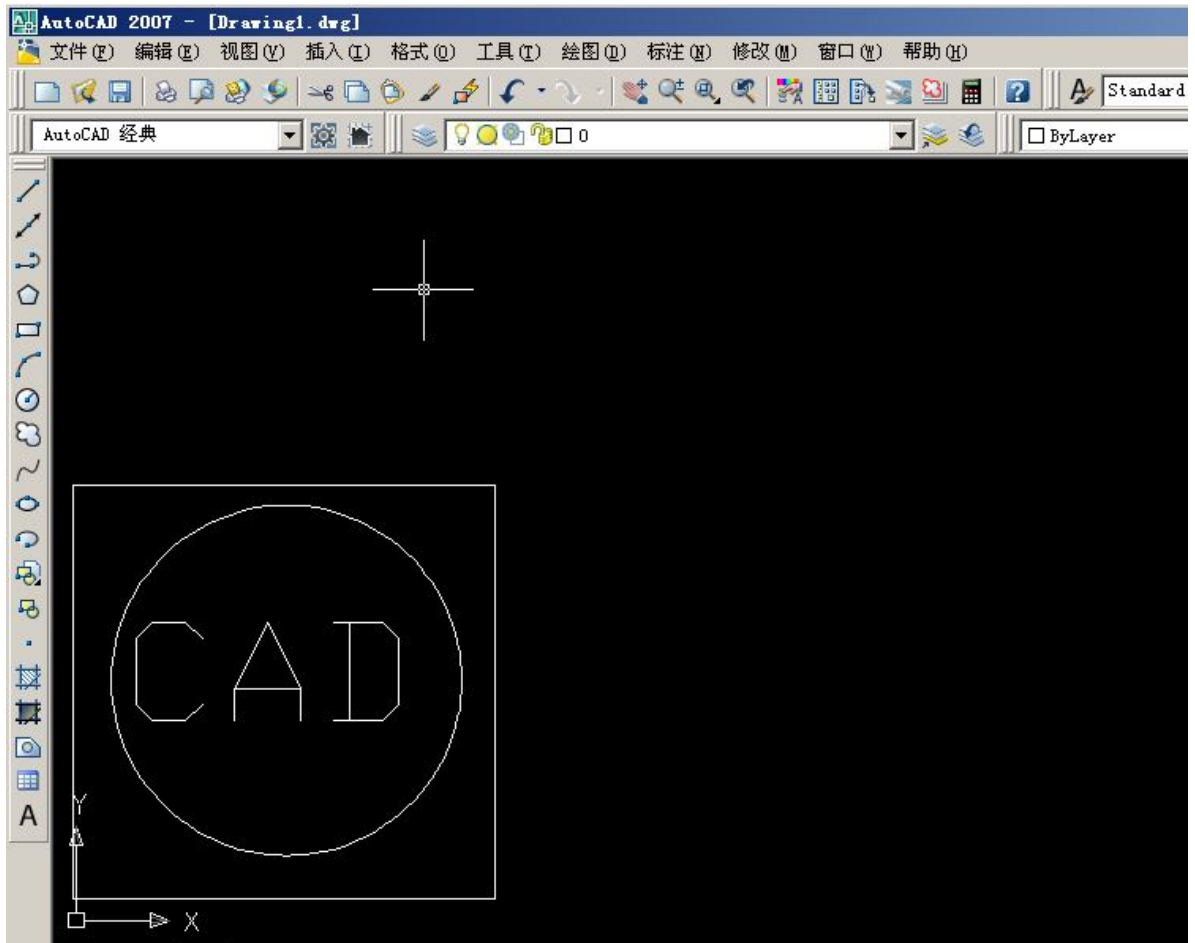 AutoCAD 2007 - [Drawing1.dwg]
文件(F) 编辑(E) 视图(V) 插入(I) 格式(O) 工具(T) 绘图(D) 标注(N) 修改(M) 窗口(W) 帮助(H)
Standard
AutoCAD 经典 0 ByLayer
CAD
Y
A
X